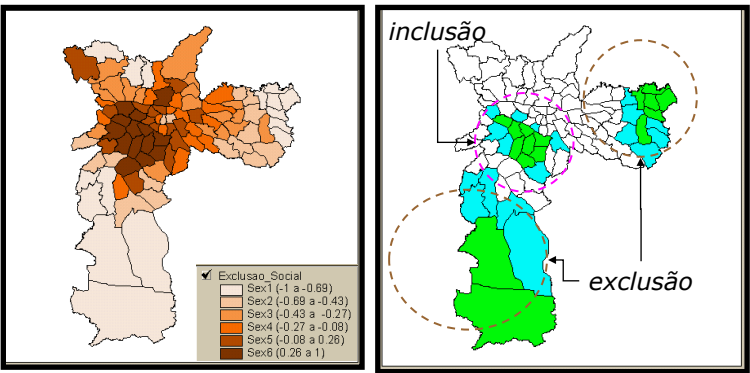 Exclusao_Social
Sex1 (-1 a -0.69)
Sex2 (-0.69 a -0.43)
Sex3 (-0.43 a -0.27)
Sex4 (-0.27 a -0.08)
Sex5 (-0.08 a 0.26)
Sex6 (0.26 a 1)
inclusão
exclusão